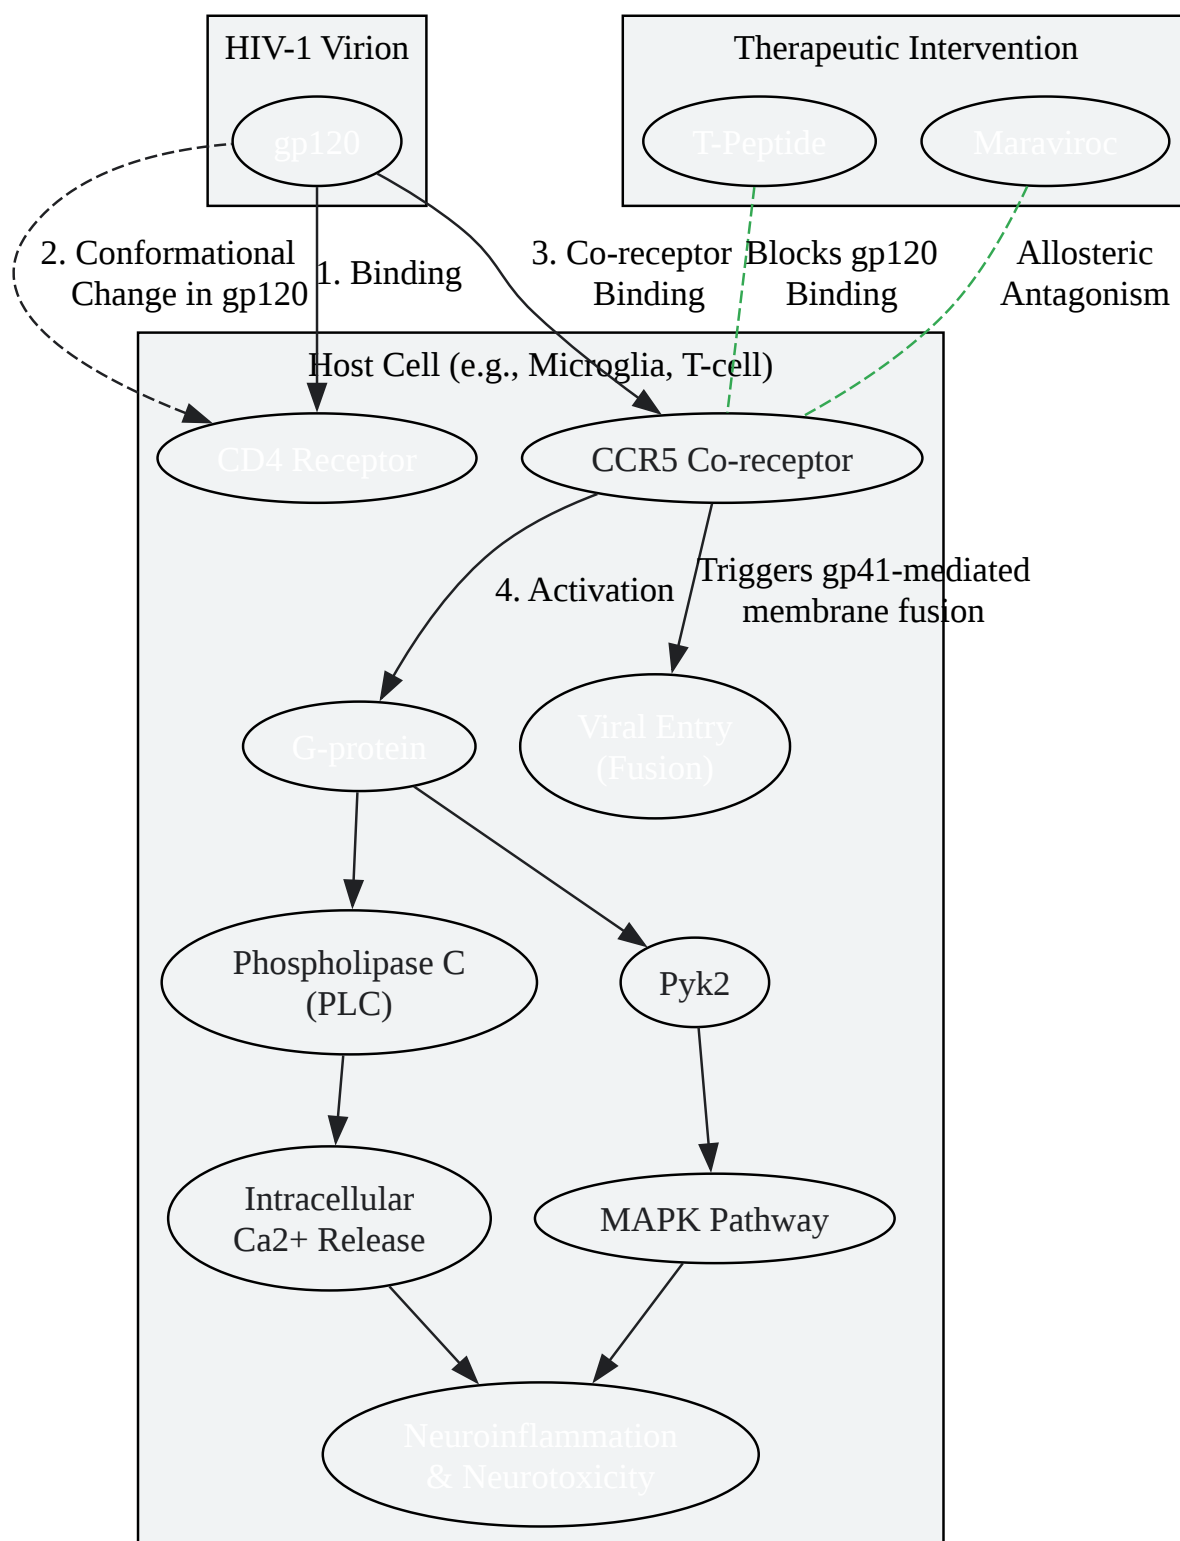 HIV-1 Virion
Therapeutic Intervention
gp120
T-Peptide
Maraviroc
2. Conformational
Change in gp120
1. Binding
3. Co-receptor
Binding
Blocks gp120
Binding
Allosteric
Antagonism
Host Cell (e.g., Microglia, T-cell)
CD4 Receptor
CCR5 Co-receptor
4. Activation
Triggers gp41-mediated
membrane fusion
G-protein
Viral Entry
(Fusion)
Phospholipase C
(PLC)
Pyk2
Intracellular
Ca2+ Release
MAPK Pathway
Neuroinflammation
& Neurotoxicity